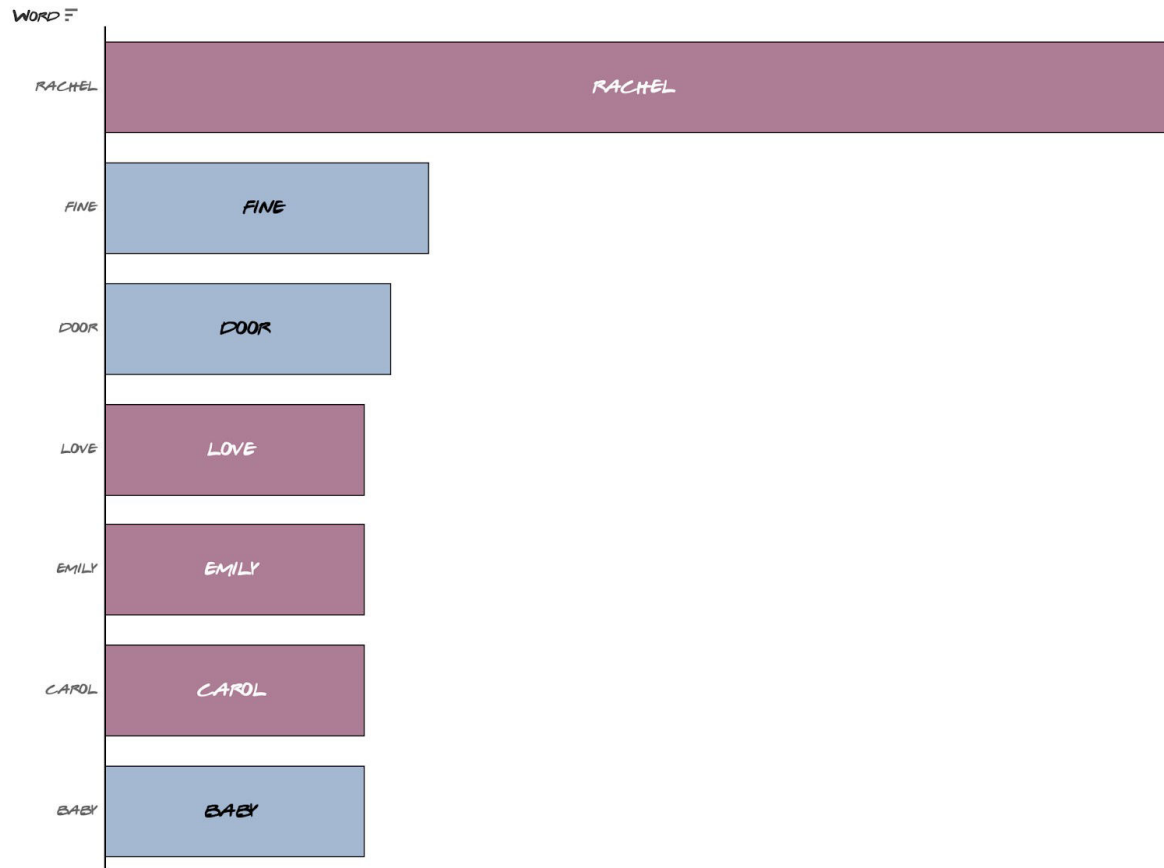 WORD
RACHEL RACHEL
FINE FINE
DOOR DOOR
LOVE LOVE
EMILY EMILY
CAROL CAROL
BABY BABY